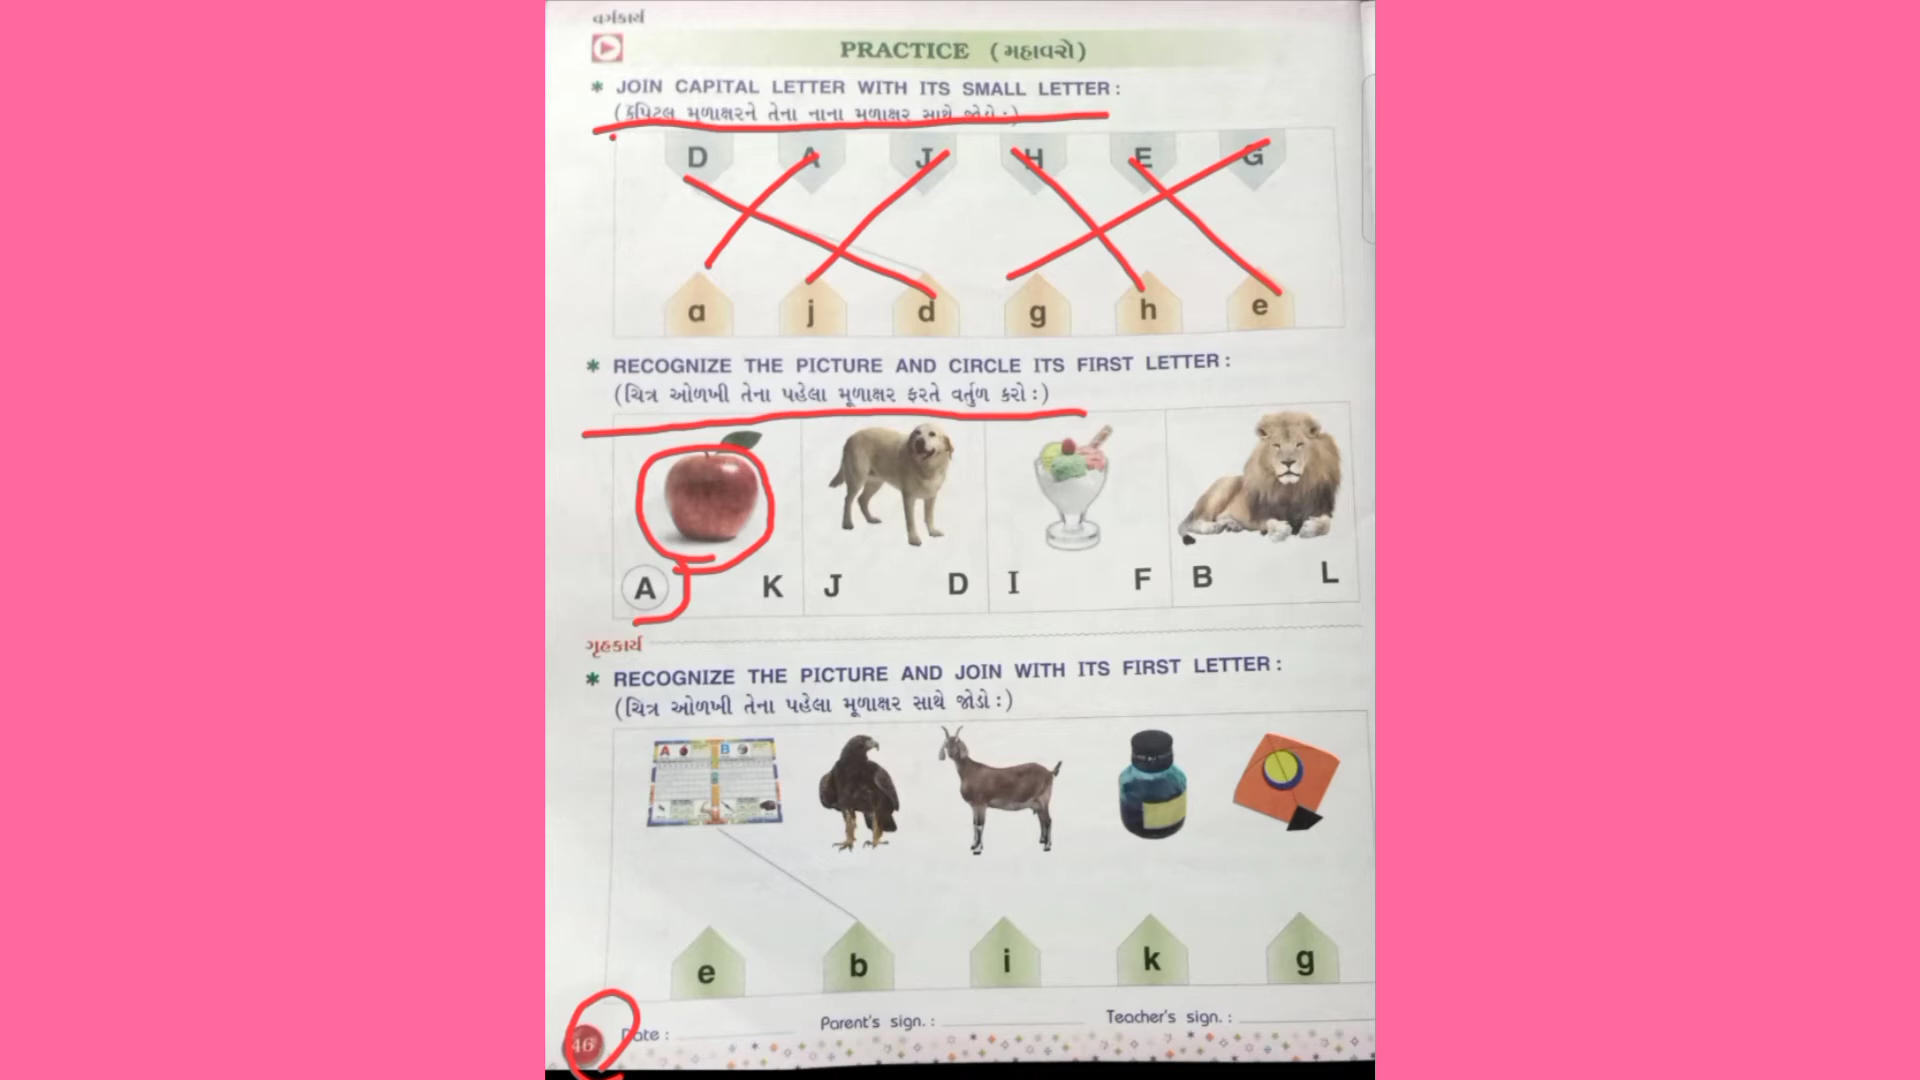 વર્ગકાર્ય
PRACTICE (મહાવરો)
* JOIN CAPITAL LETTER WITH ITS SMALL LETTER :
(કેપિટલ મૂળાક્ષરને તેના નાના મૂળાક્ષર સાથે જોડો :)
D A J H E G
a j d g h e
* RECOGNIZE THE PICTURE AND CIRCLE ITS FIRST LETTER :
(ચિત્ર ઓળખી તેના પહેલા મૂળાક્ષર ફરતે વર્તુળ કરો :)
A K J D I F B L
ગૃહકાર્ય
* RECOGNIZE THE PICTURE AND JOIN WITH ITS FIRST LETTER :
(ચિત્ર ઓળખી તેના પહેલા મૂળાક્ષર સાથે જોડો :)
A B
e b i k g
46 Date : Parent's sign. : Teacher's sign. :